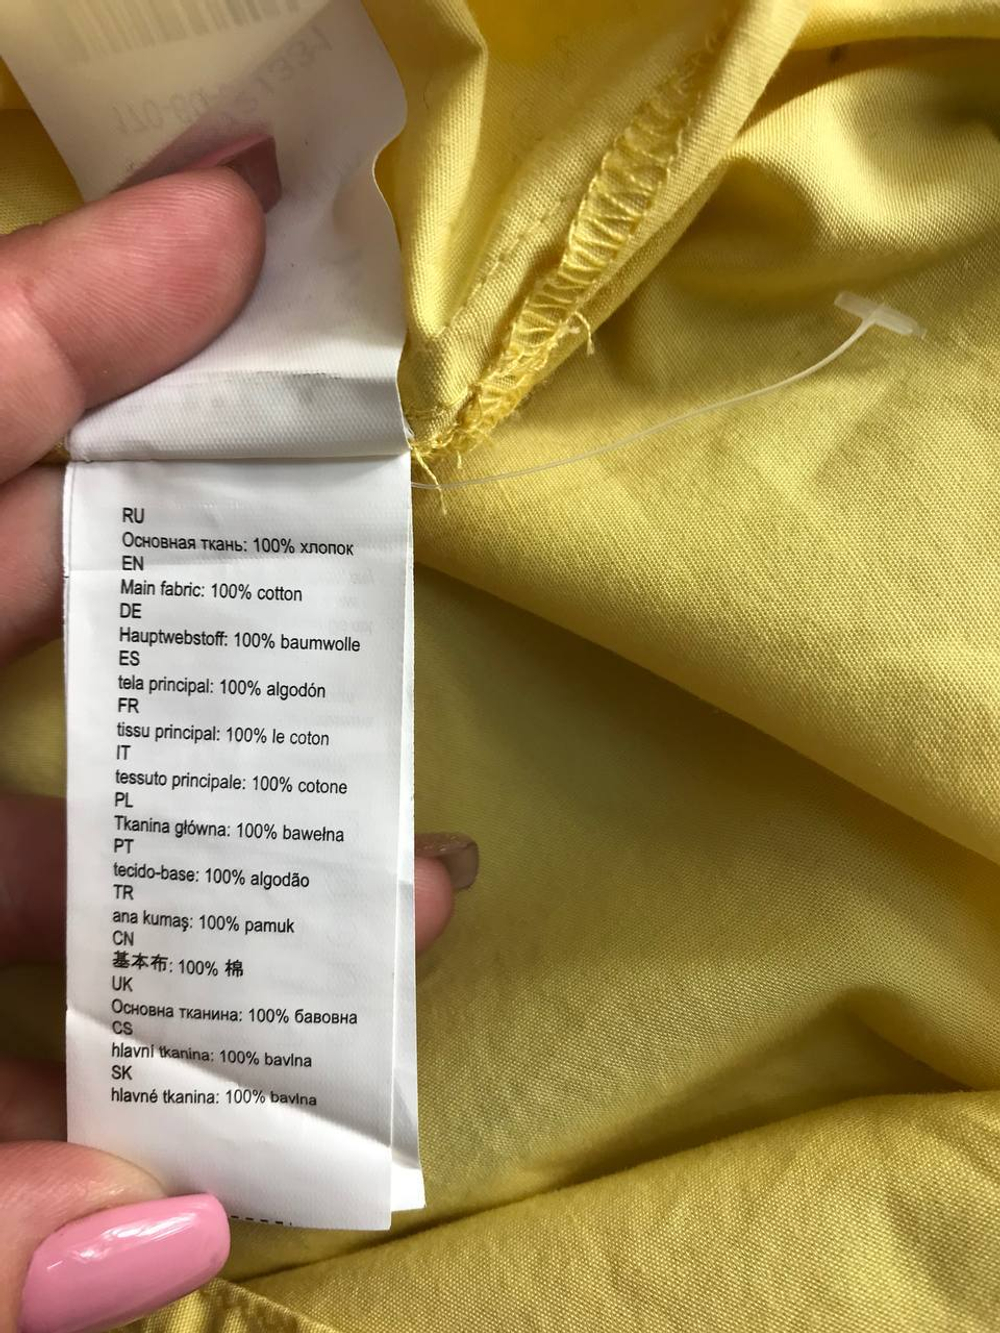 RU
Основная ткань: 100% хлопок
EN
Main fabric: 100% cotton
DE
Hauptwebstoff: 100% baumwolle
ES
tela principal: 100% algodón
FR
tissu principal: 100% le coton
IT
tessuto principale: 100% cotone
PL
Tkanina główna: 100% bawełna
PT
tecido-base: 100% algodão
TR
ana kumaş: 100% pamuk
CN
基本布: 100% 棉
UK
Основна тканина: 100% бавовна
CS
hlavní tkanina: 100% bavlna
SK
hlavné tkanina: 100% bavlna